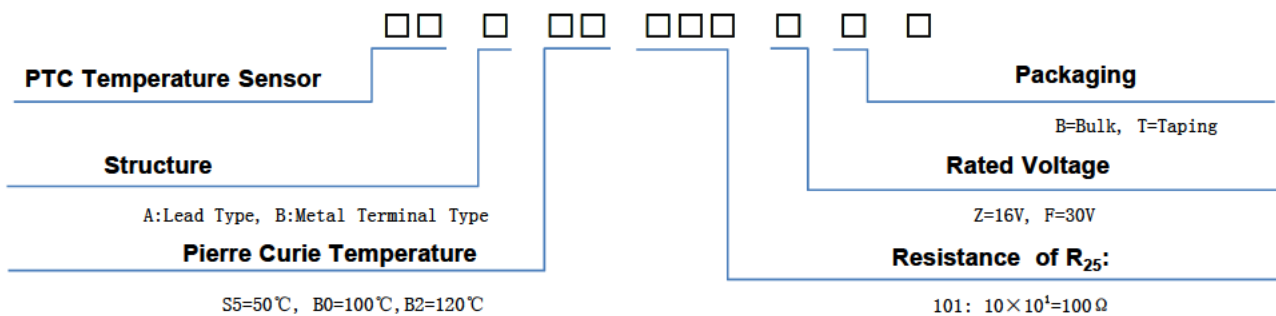 □□ □ □□ □□□ □ □ □
PTC Temperature Sensor
Packaging
B=Bulk, T=Taping
Structure
Rated Voltage
A:Lead Type, B:Metal Terminal Type
Z=16V, F=30V
Pierre Curie Temperature
Resistance of R₂₅:
S5=50℃, B0=100℃,B2=120℃
101: 10×10¹=100Ω